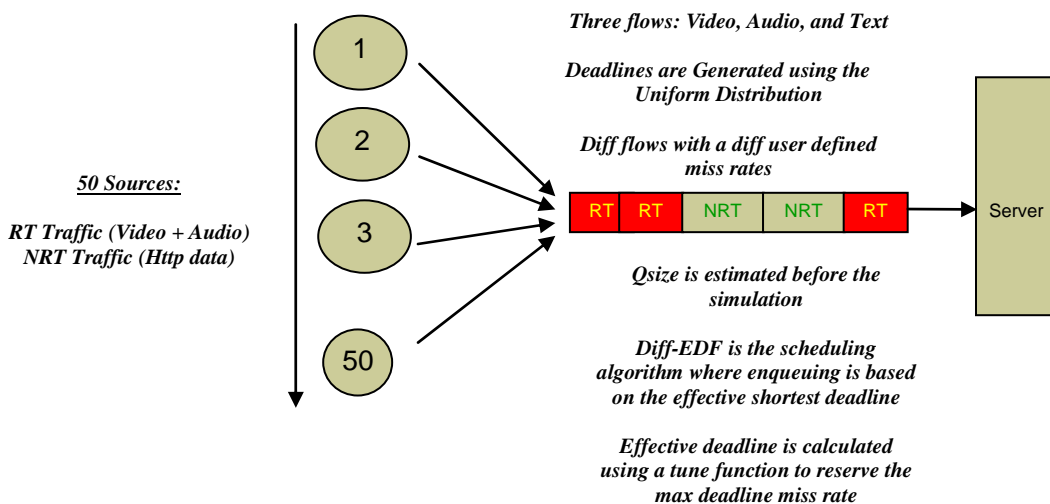 50 Sources:
RT Traffic (Video + Audio)
NRT Traffic (Http data)
1
2
3
50
Three flows: Video, Audio, and Text
Deadlines are Generated using the
Uniform Distribution
Diff flows with a diff user defined
miss rates
RT RT NRT NRT RT
Server
Qsize is estimated before the
simulation
Diff-EDF is the scheduling
algorithm where enqueuing is based
on the effective shortest deadline
Effective deadline is calculated
using a tune function to reserve the
max deadline miss rate